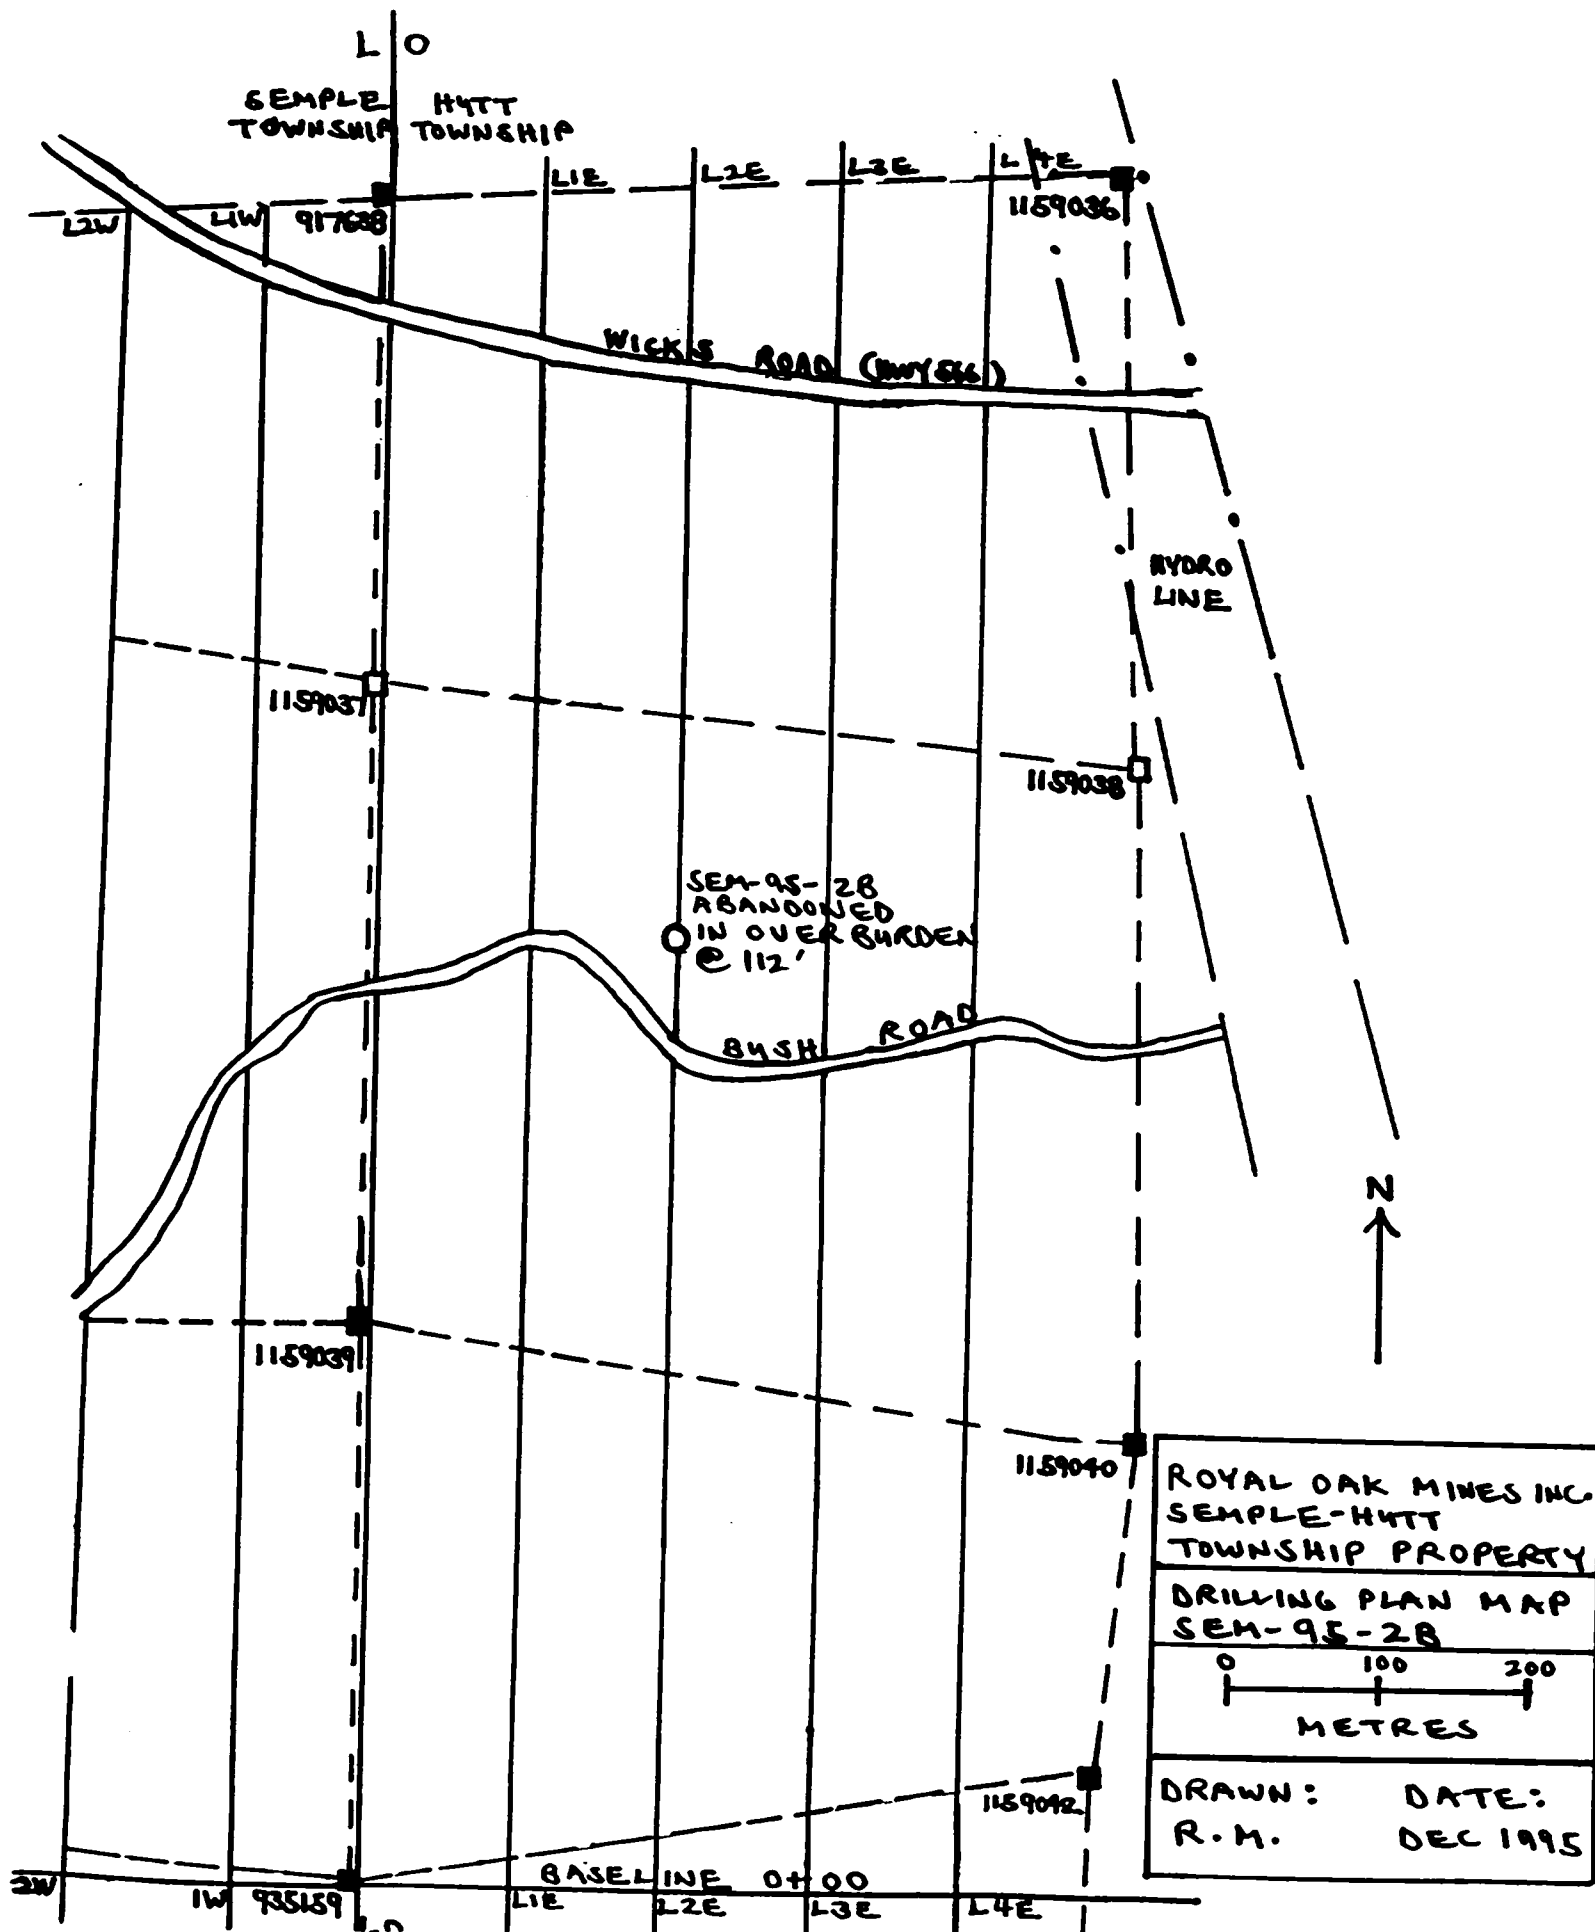 L O
SEMPLE TOWNSHIP
HUTT TOWNSHIP
L2W
L1W
917638
L1E
L2E
L3E
L4E
1159036
WICKS ROAD (HWY 566)
HYDRO
LINE
1159037
1159038
SEM-95-2B
ABANDONED
IN OVERBURDEN
@ 112'
BUSH ROAD
N
1159039
1159040
ROYAL OAK MINES INC.
SEMPLE-HUTT
TOWNSHIP PROPERTY
DRILLING PLAN MAP
SEM-95-2B
0 100 200
METRES
DRAWN: DATE:
R.M. DEC 1995
1159042
BASELINE 0+00
2W
1W
935159
L0
L1E
L2E
L3E
L4E